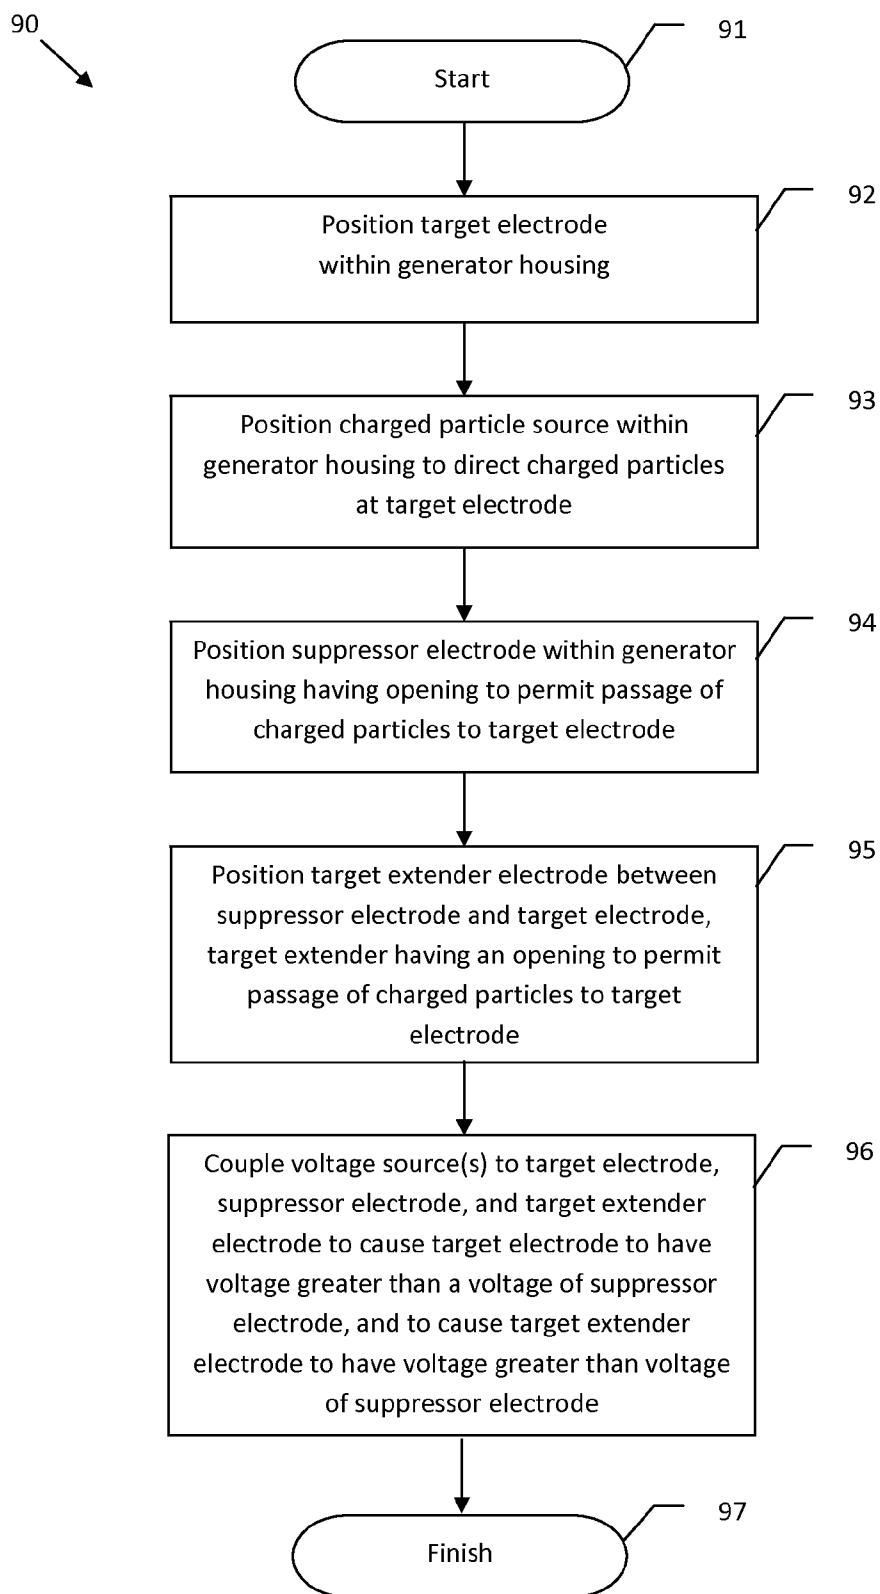 90
91
Start
92
Position target electrode
within generator housing
93
Position charged particle source within
generator housing to direct charged particles
at target electrode
94
Position suppressor electrode within generator
housing having opening to permit passage of
charged particles to target electrode
95
Position target extender electrode between
suppressor electrode and target electrode,
target extender having an opening to permit
passage of charged particles to target
electrode
96
Couple voltage source(s) to target electrode,
suppressor electrode, and target extender
electrode to cause target electrode to have
voltage greater than a voltage of suppressor
electrode, and to cause target extender
electrode to have voltage greater than voltage
of suppressor electrode
97
Finish